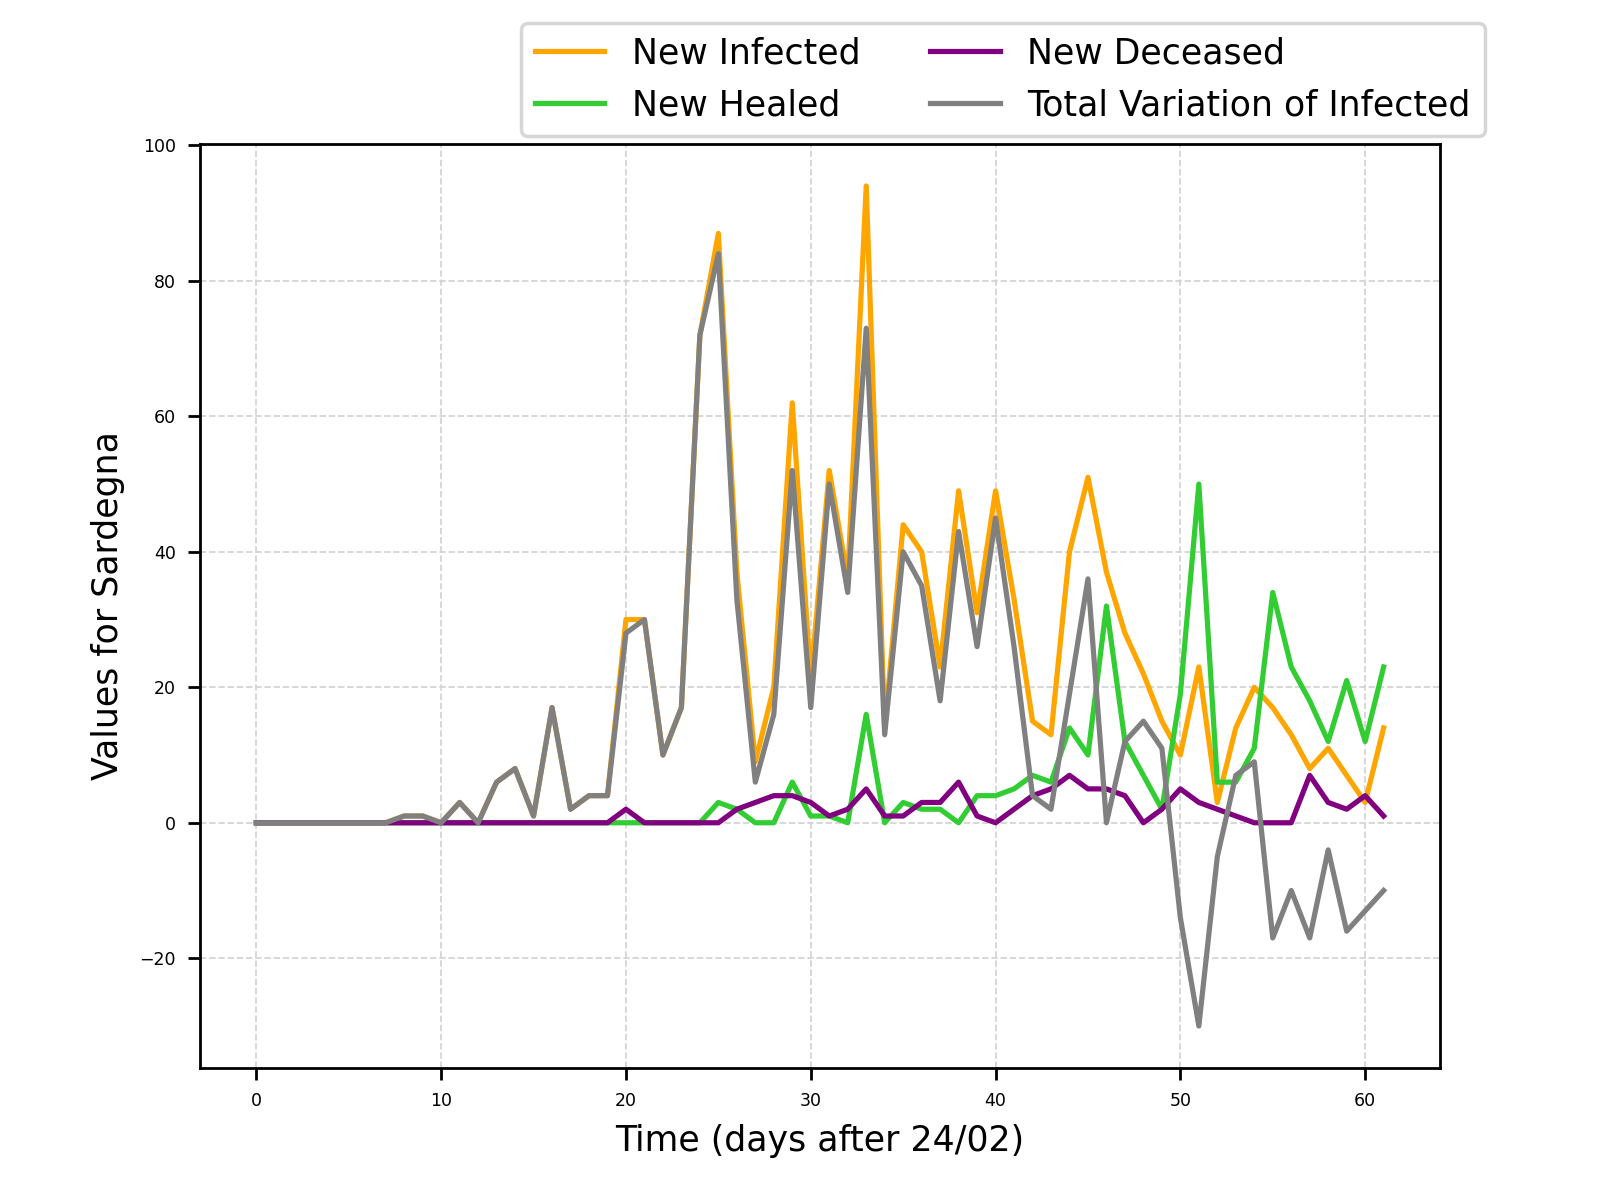 New Infected
New Healed
New Deceased
Total Variation of Infected
100
80
60
40
20
0
−20
Values for Sardegna
0 10 20 30 40 50 60
Time (days after 24/02)